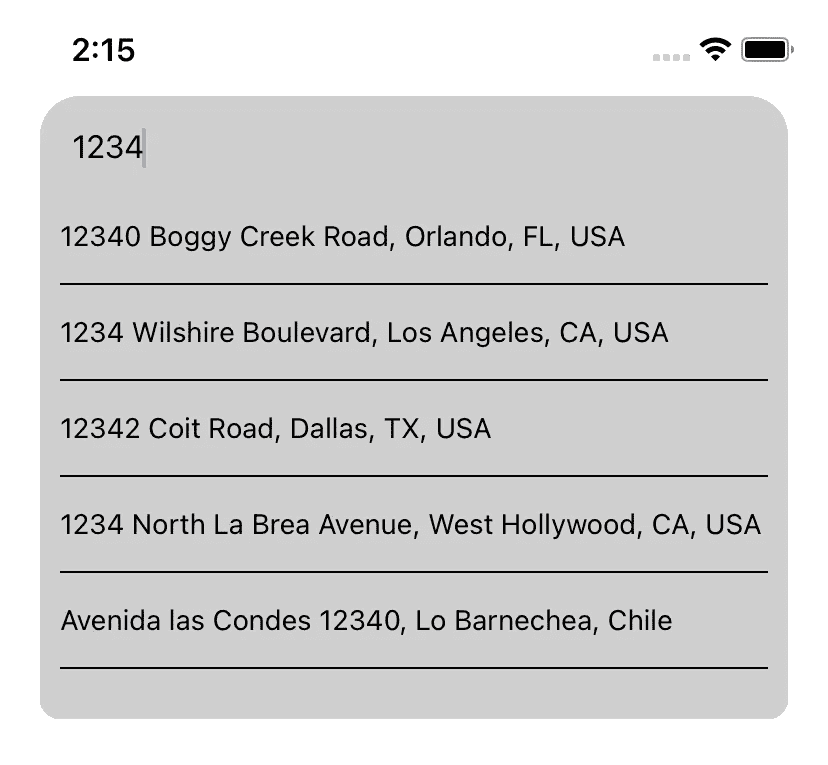 2:15
1234
12340 Boggy Creek Road, Orlando, FL, USA
1234 Wilshire Boulevard, Los Angeles, CA, USA
12342 Coit Road, Dallas, TX, USA
1234 North La Brea Avenue, West Hollywood, CA, USA
Avenida las Condes 12340, Lo Barnechea, Chile